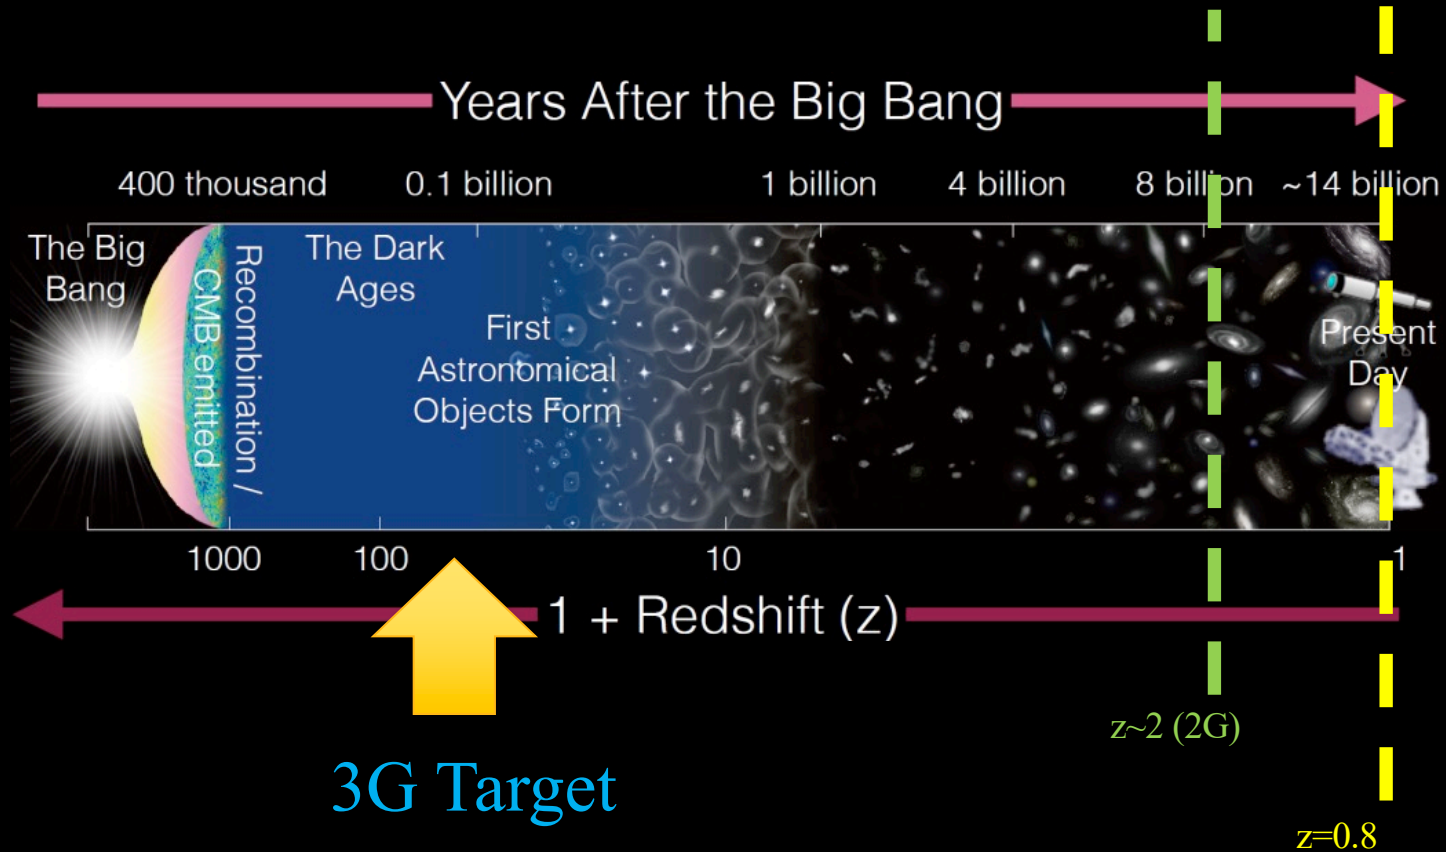 Years After the Big Bang
400 thousand 0.1 billion 1 billion 4 billion 8 billion ~14 billion
The Big
Bang
CMB emitted
Recombination /
The Dark
Ages
First
Astronomical
Objects Form
Present
Day
1000 100 10 1
1 + Redshift (z)
z~2 (2G)
3G Target
z=0.8